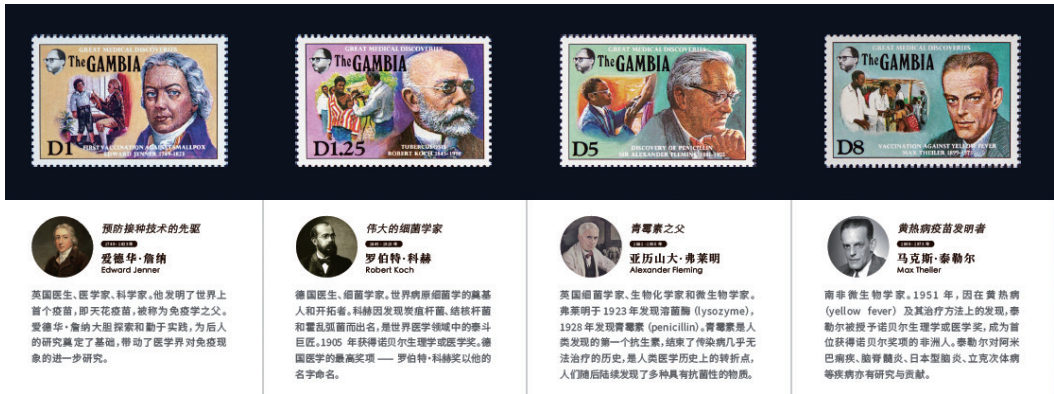 GREAT MEDICAL DISCOVERIES
The GAMBIA
D1
FIRST VACCINATION AGAINST SMALLPOX
EDWARD JENNER 1749-1823
GREAT MEDICAL DISCOVERIES
The GAMBIA
D1.25
TUBERCULOSIS
ROBERT KOCH
GREAT MEDICAL DISCOVERIES
The GAMBIA
D5
DISCOVERY OF PENICILLIN
SIR ALEXANDER FLEMING
GREAT MEDICAL DISCOVERIES
The GAMBIA
D8
VACCINATION AGAINST YELLOW FEVER
MAX THEILER 1899-1972
预防接种技术的先驱
爱德华·詹纳
Edward Jenner
英国医生、医学家、科学家。他发明了世界上
首个疫苗，即天花疫苗，被称为免疫学之父。
爱德华·詹纳大胆探索和勤于实践，为后人
的研究奠定了基础，带动了医学界对免疫现
象的进一步研究。
伟大的细菌学家
罗伯特·科赫
Robert Koch
德国医生、细菌学家。世界病原细菌学的奠基
人和开拓者。科赫因发现炭疽杆菌、结核杆菌
和霍乱弧菌而出名，是世界医学领域中的泰斗
巨匠。1905 年获得诺贝尔生理学或医学奖。德
国医学的最高奖项 —— 罗伯特·科赫奖以他的
名字命名。
青霉素之父
亚历山大·弗莱明
Alexander Fleming
英国细菌学家、生物化学家和微生物学家。
弗莱明于 1923 年发现溶菌酶（lysozyme），
1928 年发现青霉素（penicillin）。青霉素是人
类发现的第一个抗生素，结束了传染病几乎无
法治疗的历史，是人类医学历史上的转折点，
人们随后陆续发现了多种具有抗菌性的物质。
黄热病疫苗发明者
马克斯·泰勒尔
Max Theiler
南非微生物学家。1951 年，因在黄热病
（yellow fever）及其治疗方法上的发现，泰
勒尔被授予诺贝尔生理学或医学奖，成为首
位获得诺贝尔奖项的非洲人。泰勒尔对阿米
巴痢疾、脑脊髓炎、日本型脑炎、立克次体病
等疾病亦有研究与贡献。